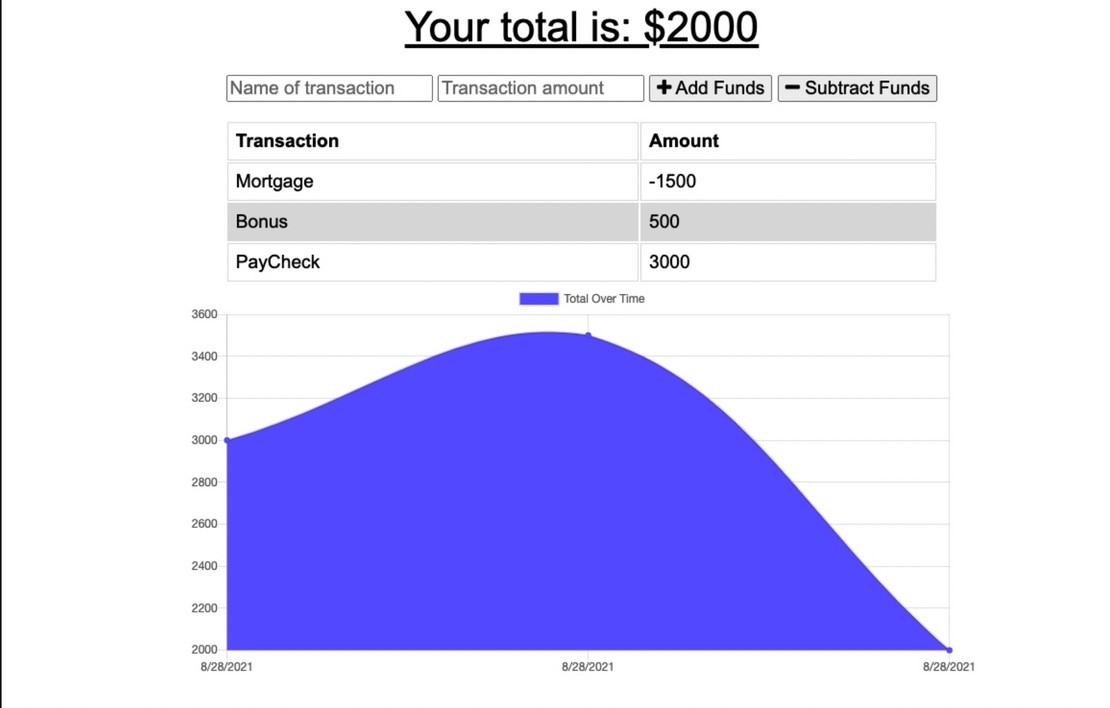 Your total is: $2000
Name of transaction Transaction amount + Add Funds − Subtract Funds
Transaction Amount
Mortgage -1500
Bonus 500
PayCheck 3000
Total Over Time
3600
3400
3200
3000
2800
2600
2400
2200
2000
8/28/2021 8/28/2021 8/28/2021